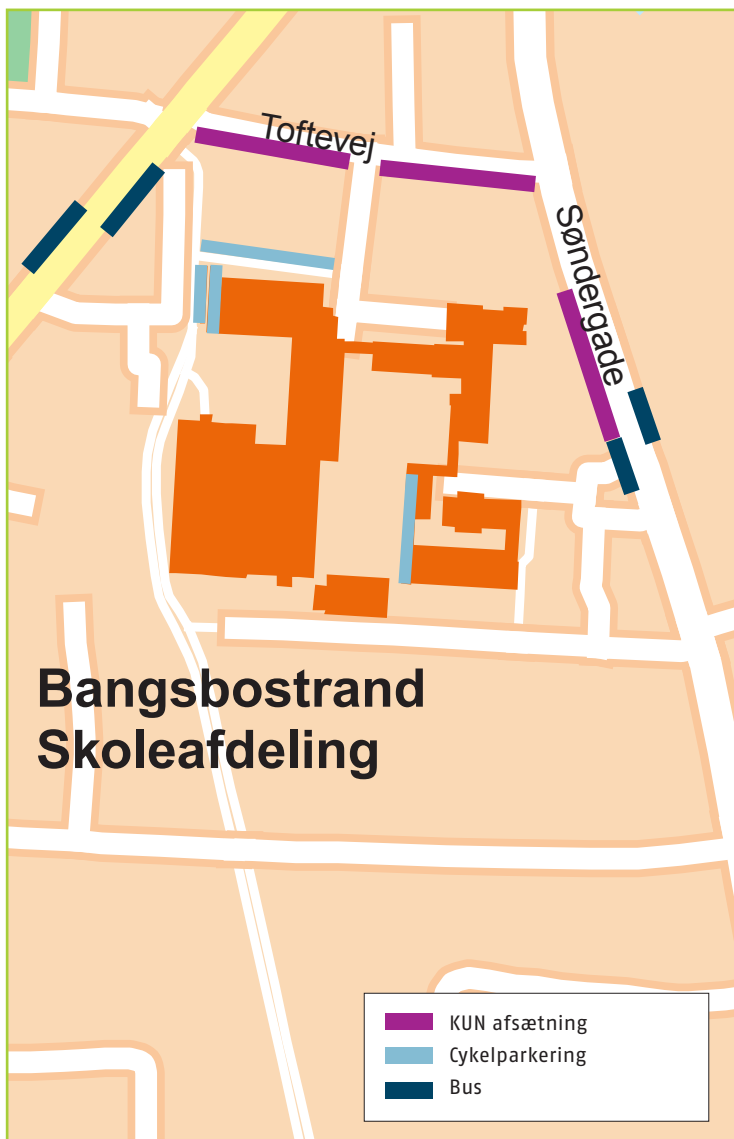 Toftevej
Søndergade
Bangsbostrand
Skoleafdeling
KUN afsætning
Cykelparkering
Bus